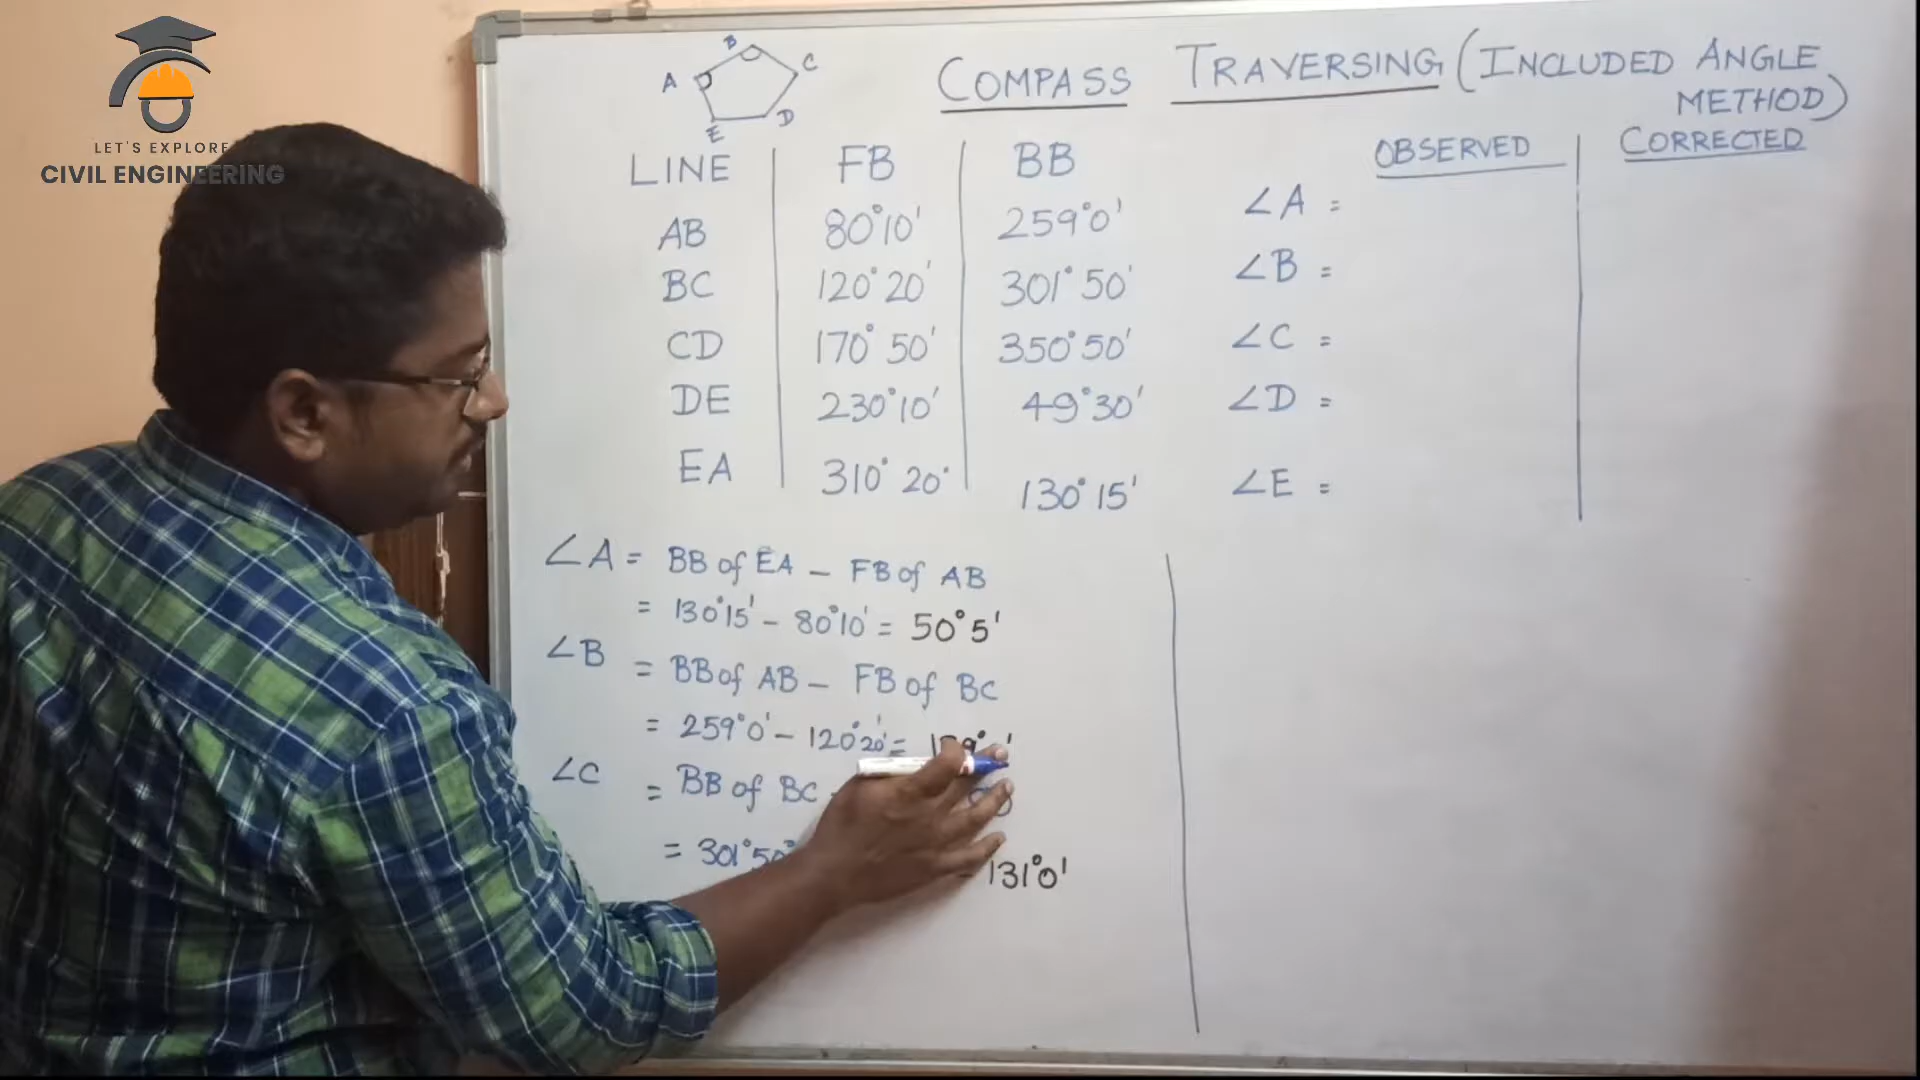 LET'S EXPLORE
CIVIL ENGINEERING
A
B
C
D
E
COMPASS TRAVERSING (INCLUDED ANGLE METHOD)
LINE FB BB
AB 80°10' 259°0'
BC 120°20' 301°50'
CD 170°50' 350°50'
DE 230°10' 49°30'
EA 310°20' 130°15'
OBSERVED CORRECTED
∠A =
∠B =
∠C =
∠D =
∠E =
∠A = BB of EA - FB of AB
= 130°15' - 80°10' = 50°5'
∠B = BB of AB - FB of BC
= 259°0' - 120°20' =
∠C = BB of BC
= 301°50' = 131°0'